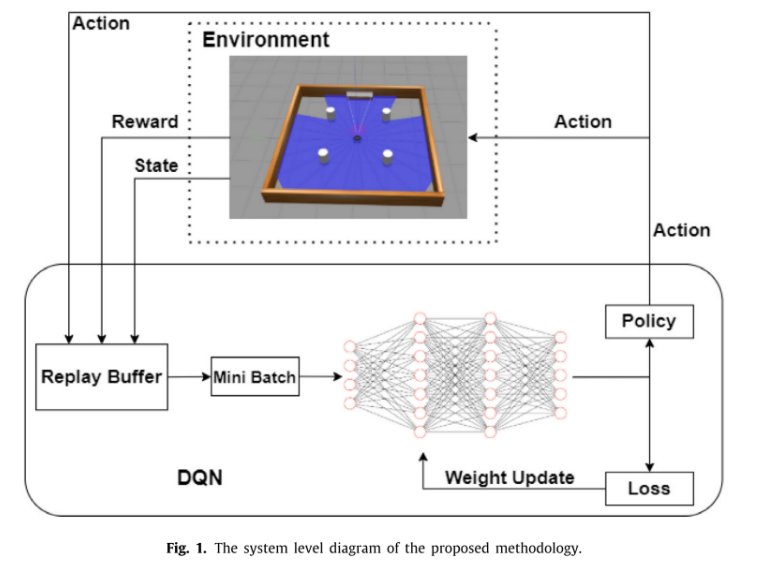 Action
Environment
Reward
Action
State
Action
Policy
Replay Buffer
Mini Batch
DQN
Weight Update
Loss
Fig. 1. The system level diagram of the proposed methodology.